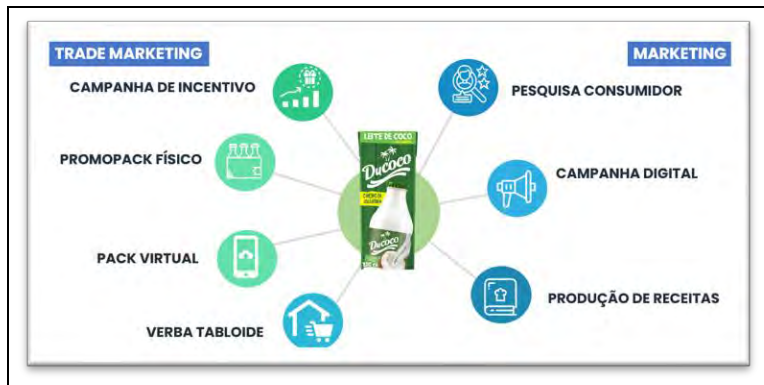 TRADE MARKETING
MARKETING
CAMPANHA DE INCENTIVO
PESQUISA CONSUMIDOR
PROMOPACK FÍSICO
CAMPANHA DIGITAL
PACK VIRTUAL
PRODUÇÃO DE RECEITAS
VERBA TABLOIDE
LEITE DE COCO
Ducoco
Ducoco